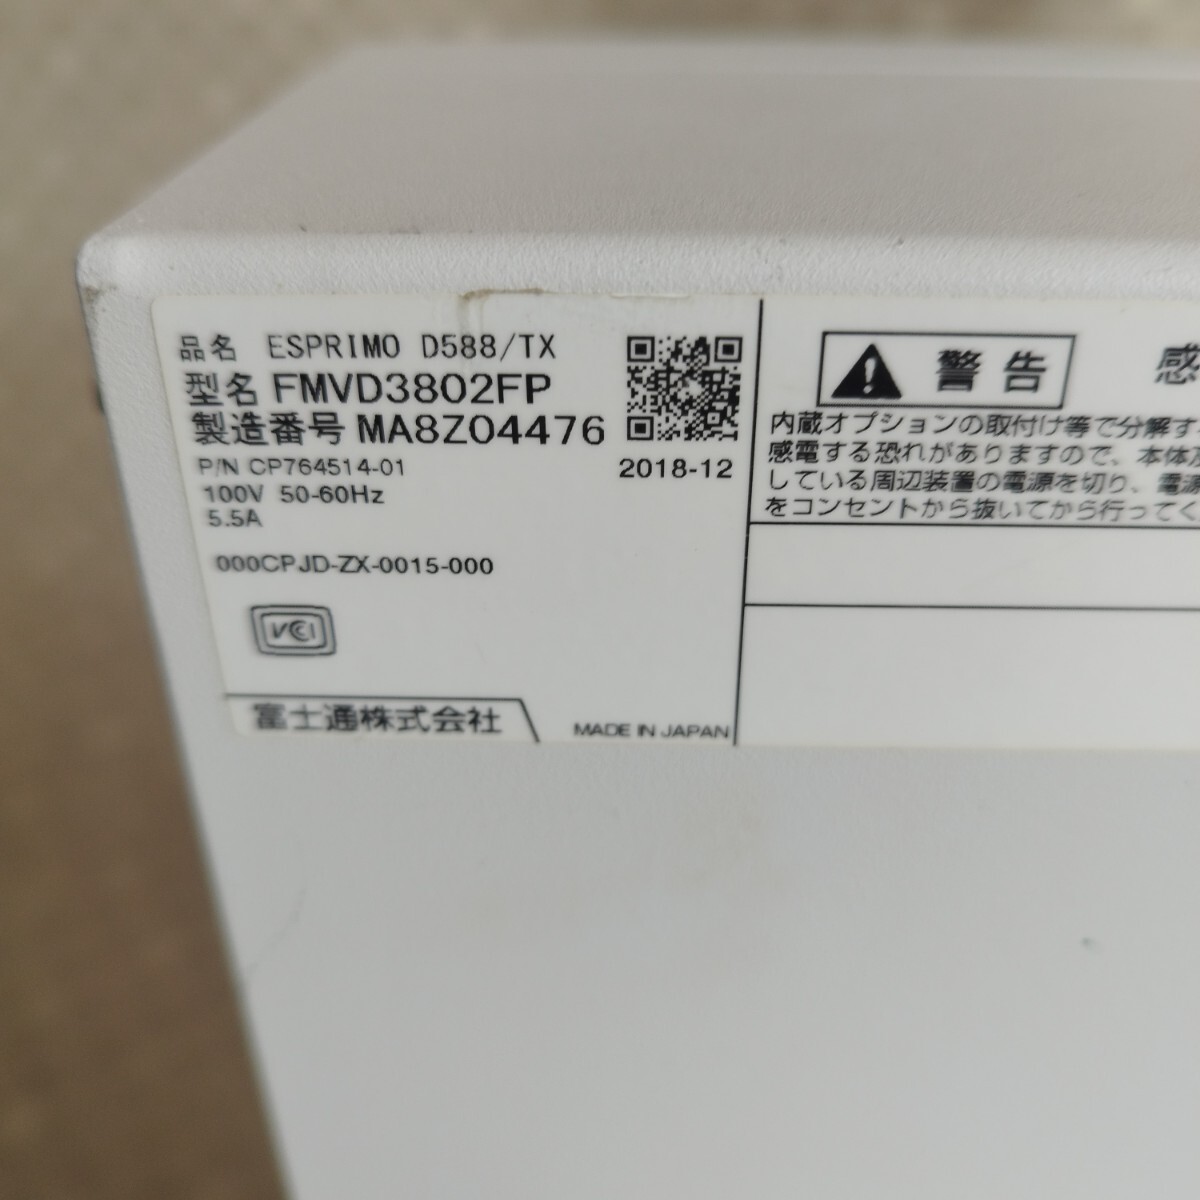 品名 ESPRIMO D588/TX
型名 FMVD3802FP
製造番号 MA8Z04476
P/N CP764514-01
2018-12
100V 50-60Hz
5.5A
000CPJD-ZX-0015-000
VCI
富士通株式会社
MADE IN JAPAN
警告 感
内蔵オプションの取付け等で分解す
感電する恐れがありますので、本体及
している周辺装置の電源を切り、電源
をコンセントから抜いてから行ってく